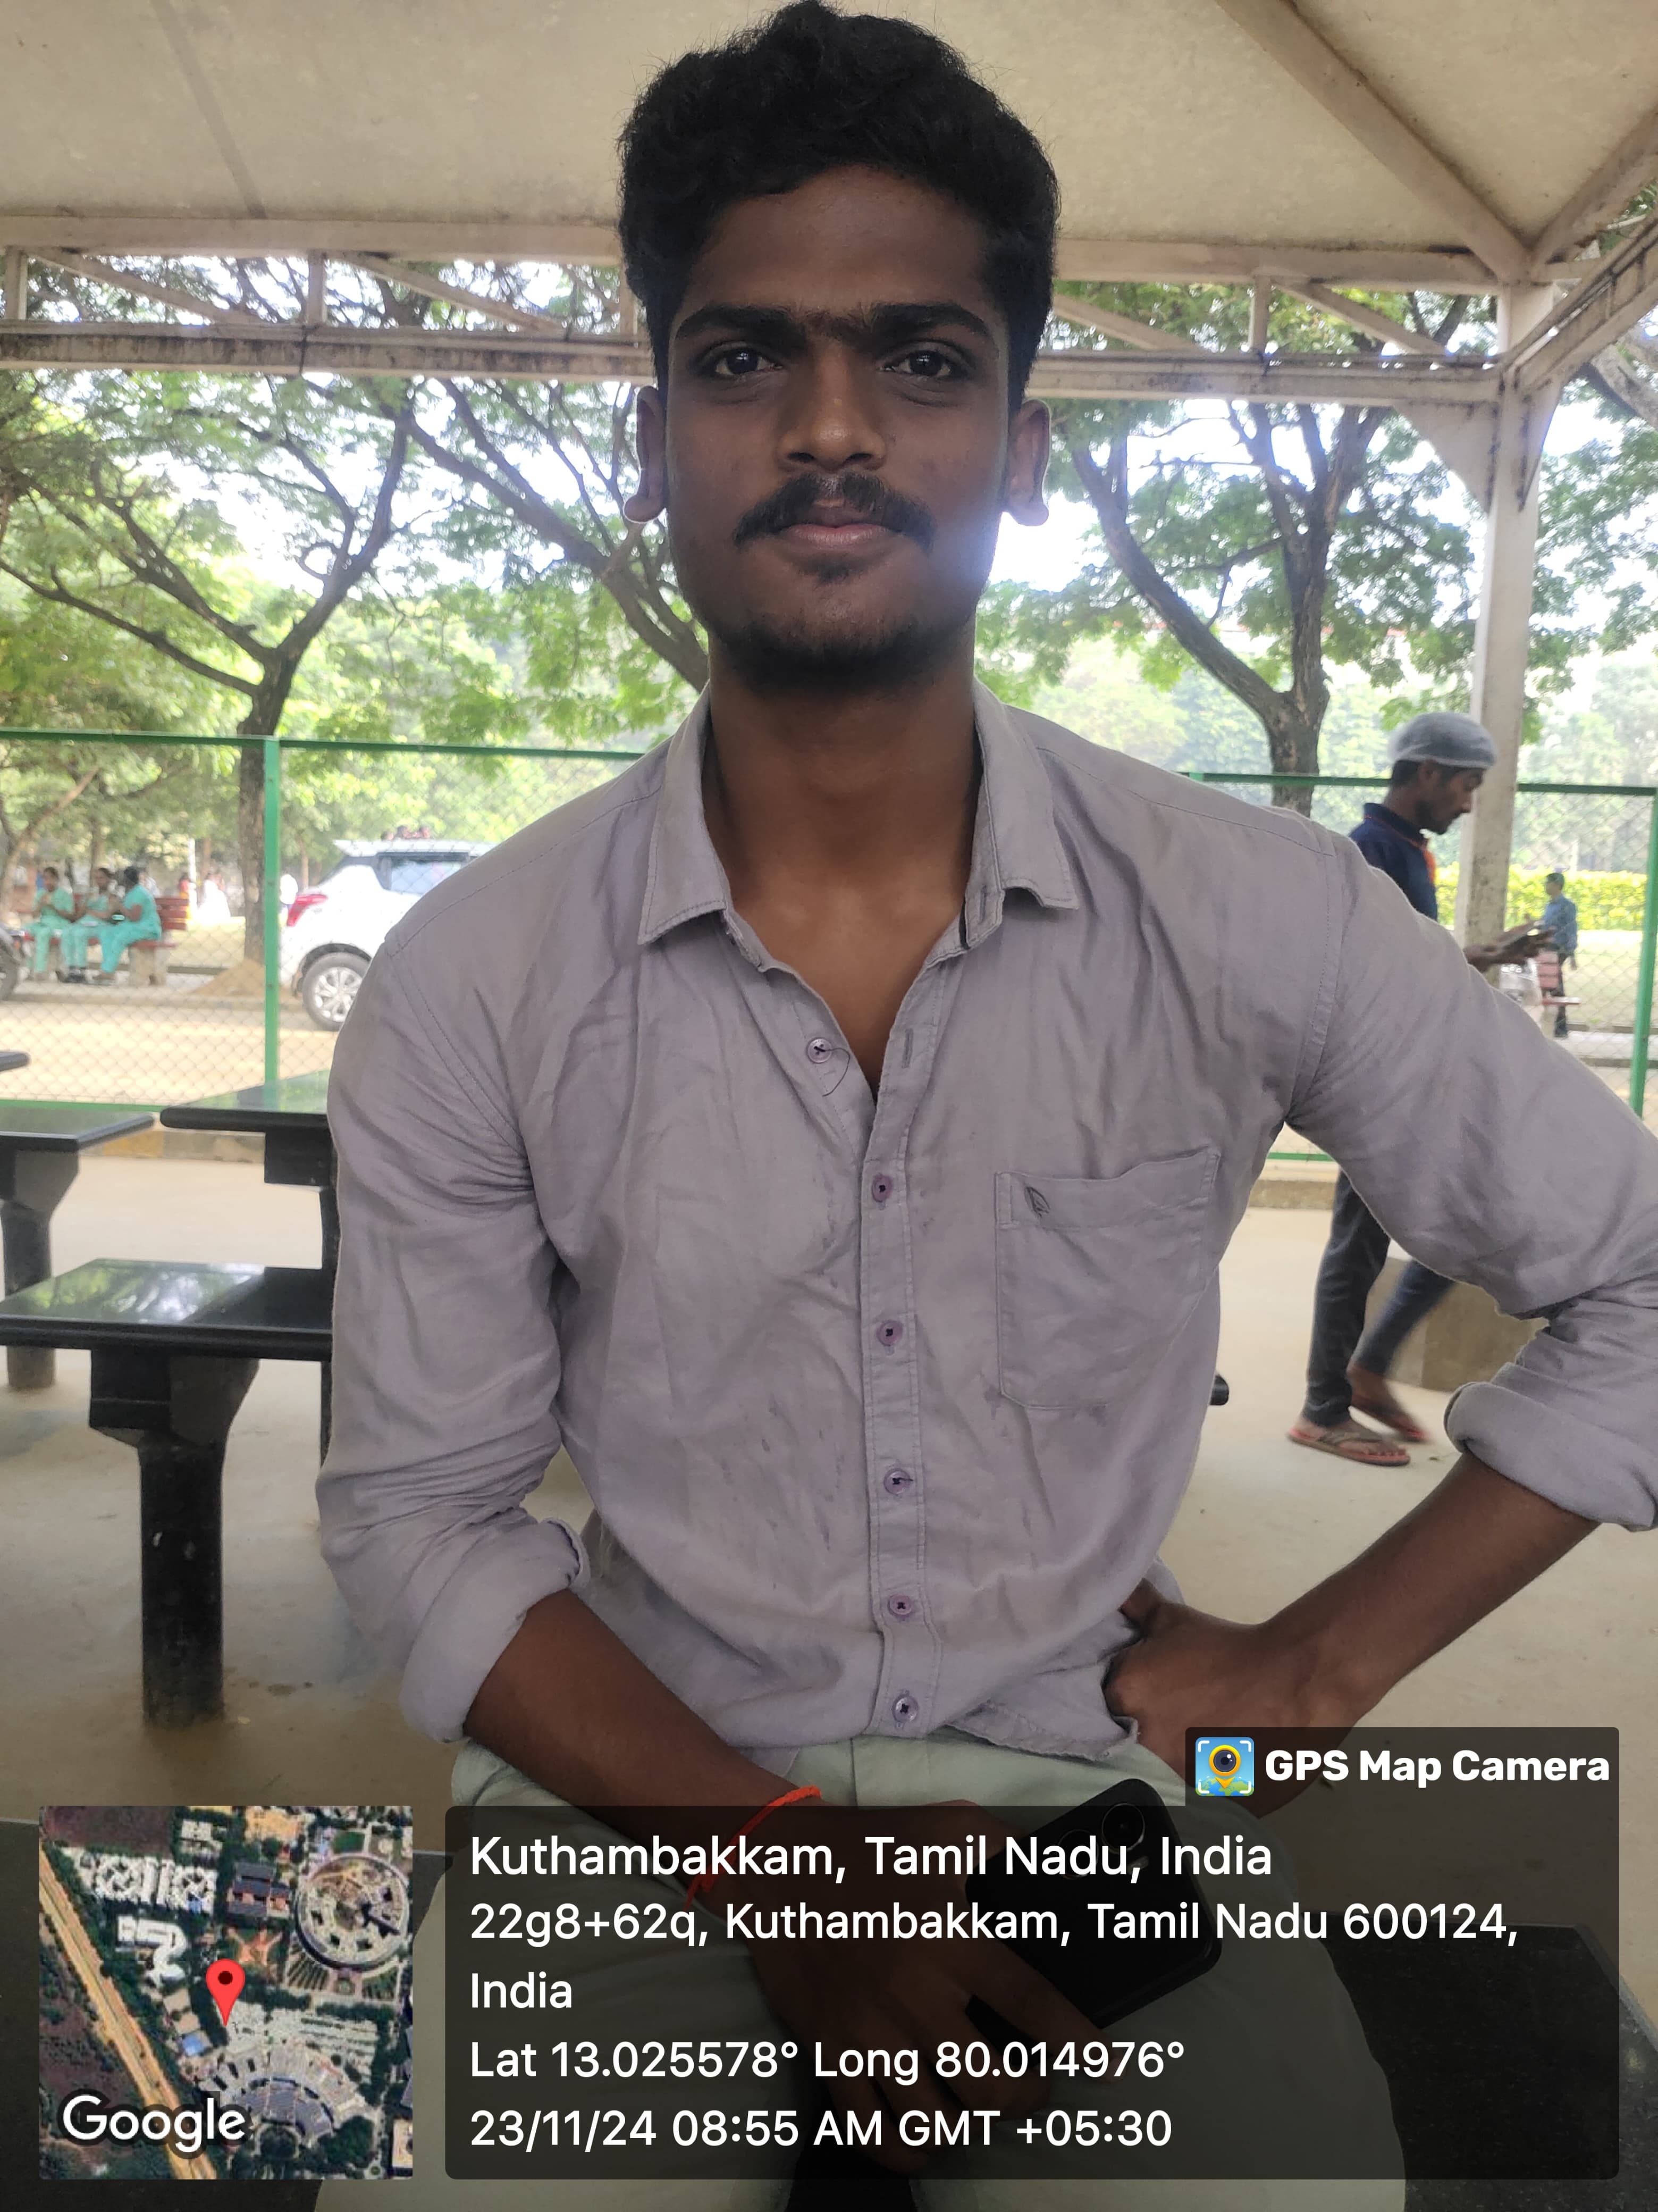 GPS Map Camera
Kuthambakkam, Tamil Nadu, India
22g8+62q, Kuthambakkam, Tamil Nadu 600124,
India
Lat 13.025578° Long 80.014976°
23/11/24 08:55 AM GMT +05:30
Google